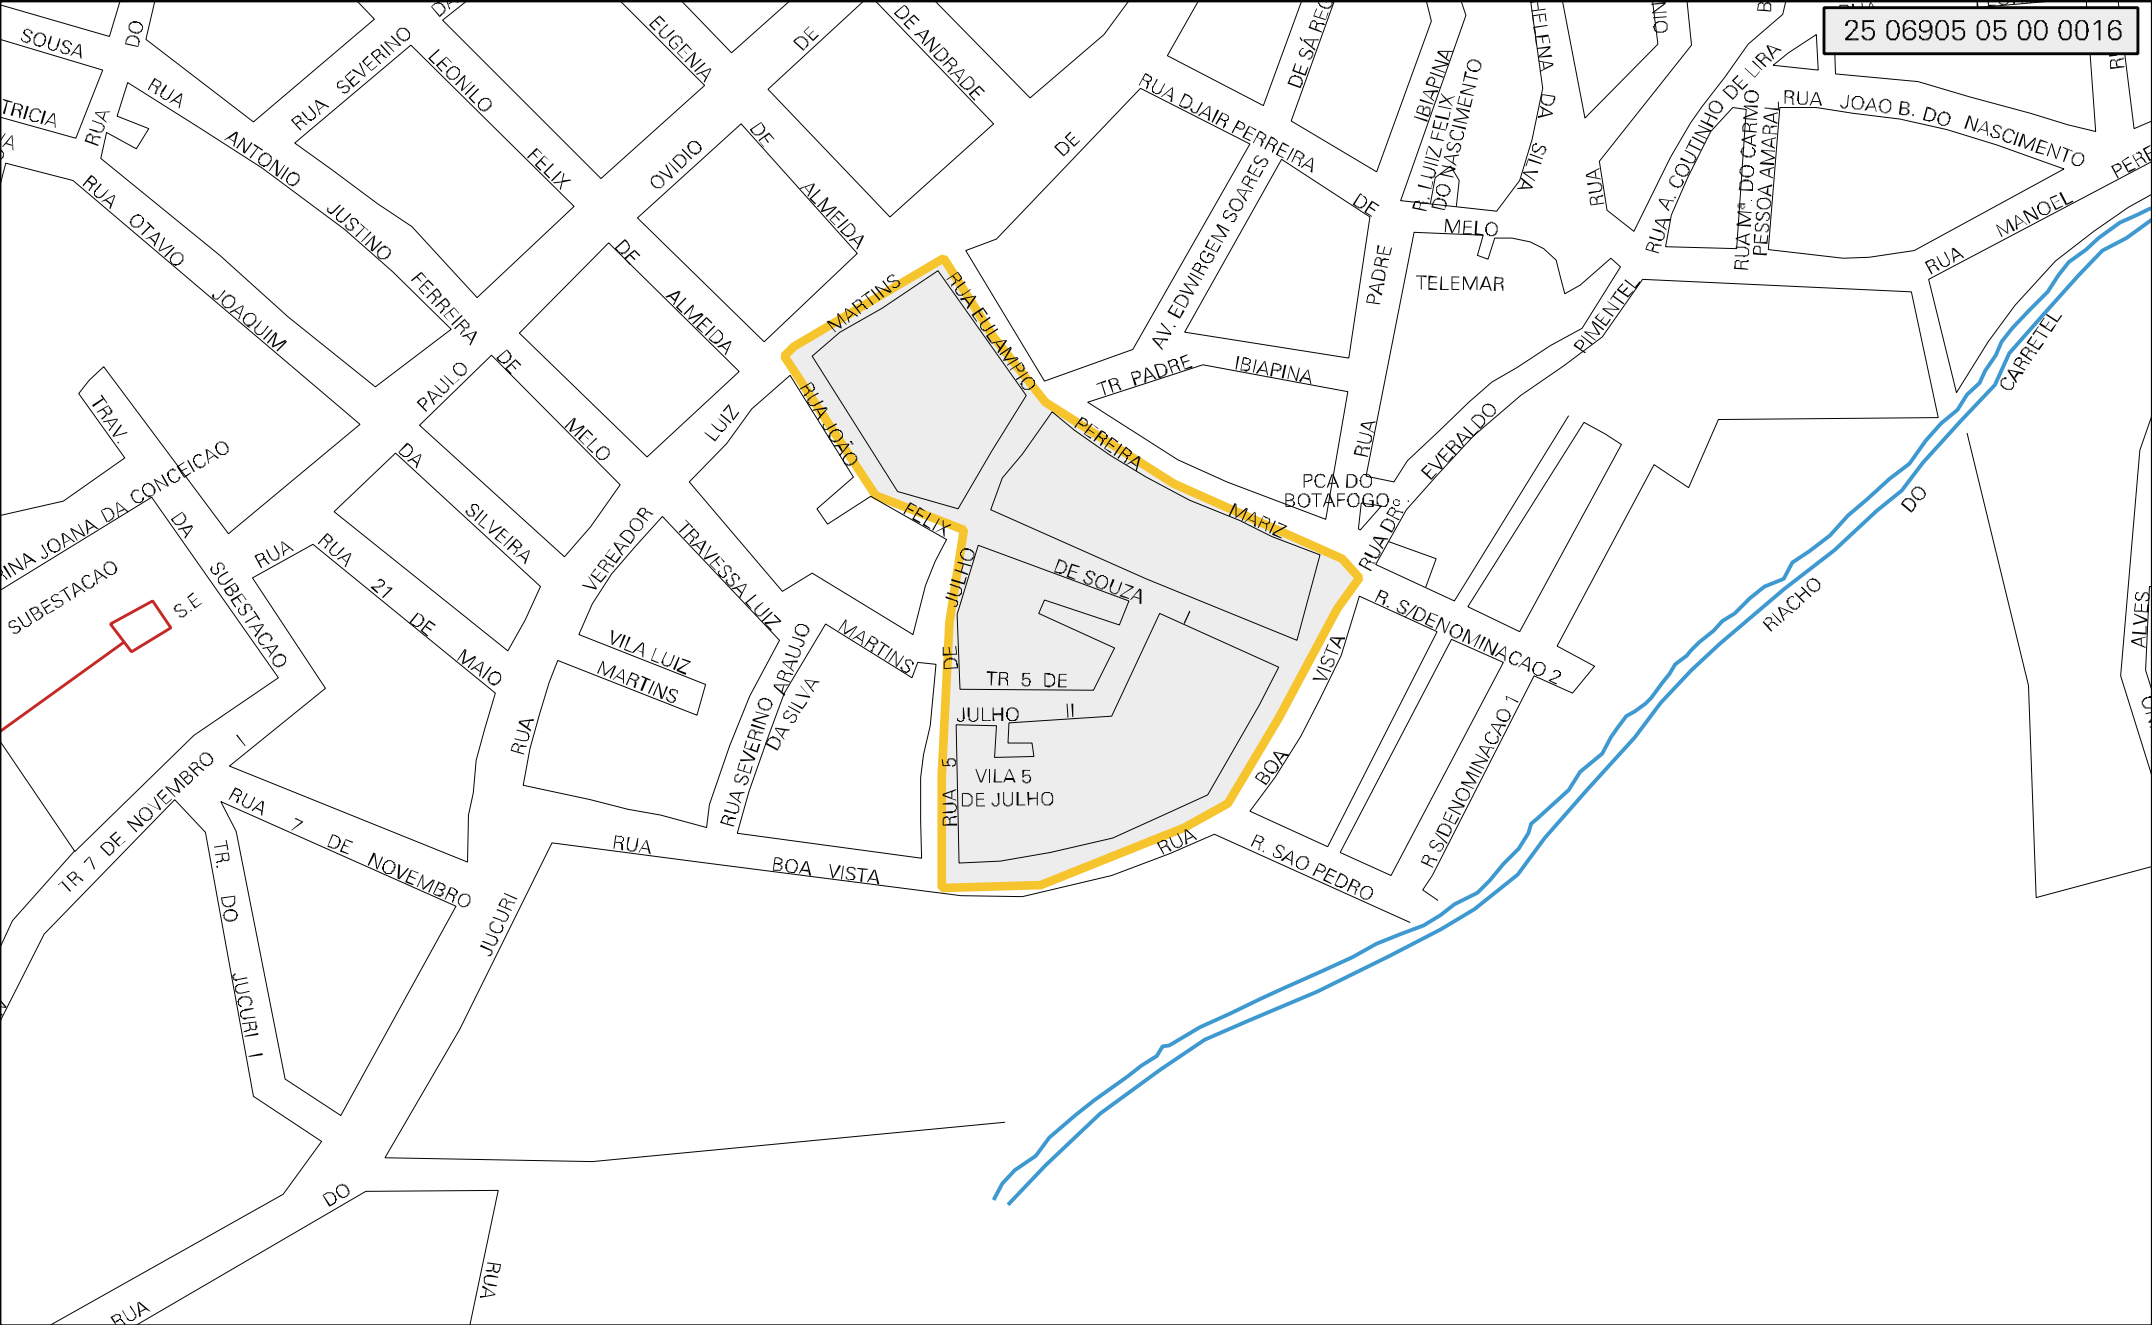 25 06905 05 00 0016
SOUSA
DO
RUA SEVERINO
LEONILO
FELIX
EUGENIA
DE
DE ANDRADE
DE SÁ
TRICIA
RUA
RUA
ANTONIO
JUSTINO
FERREIRA
OVIDIO
DE
ALMEIDA
DE
RUA DJAIR PERREIRA
DE
MELO
IBIAPINA
R. LUIZ FELIX
DO NASCIMENTO
HELENA
DA
SILVA
RUA
RUA A. COUTINHO DE LIRA
RUA Mª. DO CARMO
PESSOA AMARAL
RUA JOAO B. DO NASCIMENTO
RUA MANOEL
RUA OTAVIO
JOAQUIM
DE
ALMEIDA
AV. EDWIRGEM SOARES
PADRE
RUA
TELEMAR
PIMENTEL
EVERALDO
RUA DR
TR PADRE IBIAPINA
PCA DO
BOTAFOGO
MARTINS
RUA EULAMPIO
PEREIRA
MARIZ
RUA JOÃO
FELIX
DE SOUZA
LUIZ
VEREADOR
PAULO
DE
MELO
DA
SILVEIRA
TRAV.
JOANA DA CONCEICAO
SUBESTACAO
S.E
DA
SUBESTACAO
RUA
RUA 21 DE MAIO
TRAVESSA LUIZ
MARTINS
VILA LUIZ
MARTINS
RUA
JUCURI
RUA SEVERINO ARAUJO
DA SILVA
RUA 5 DE JULHO
TR 5 DE
JULHO
I
II
VILA 5
DE JULHO
VISTA
BOA
RUA
R. S/DENOMINACAO 2
R S/DENOMINACAO 1
R. SAO PEDRO
RUA BOA VISTA
TR 7 DE NOVEMBRO I
RUA 7 DE NOVEMBRO
TR. DO JUCURI I
DO
RUA
RUA
RIACHO
DO
CARRETEL
ALVES